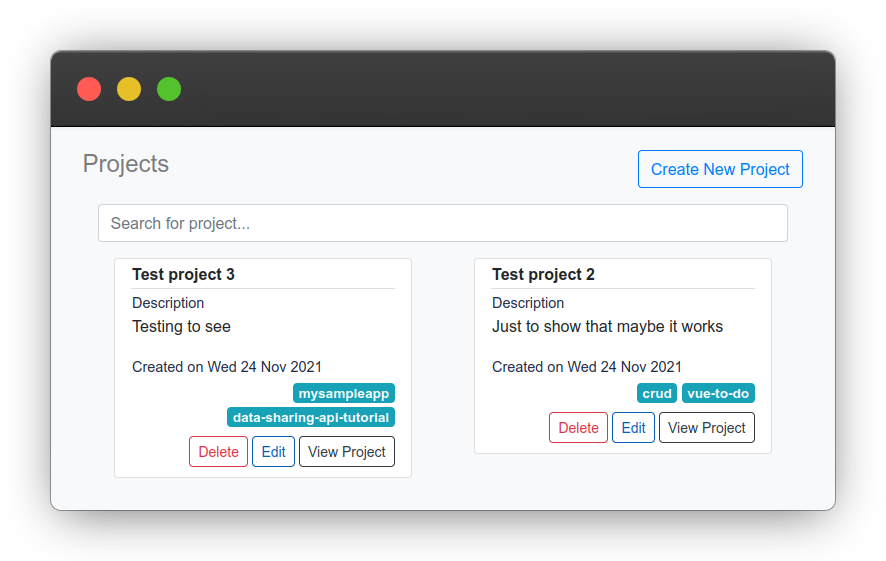 Projects
Create New Project
Search for project...
Test project 3
Description
Testing to see
Created on Wed 24 Nov 2021
mysampleapp
data-sharing-api-tutorial
Delete Edit View Project
Test project 2
Description
Just to show that maybe it works
Created on Wed 24 Nov 2021
crud vue-to-do
Delete Edit View Project